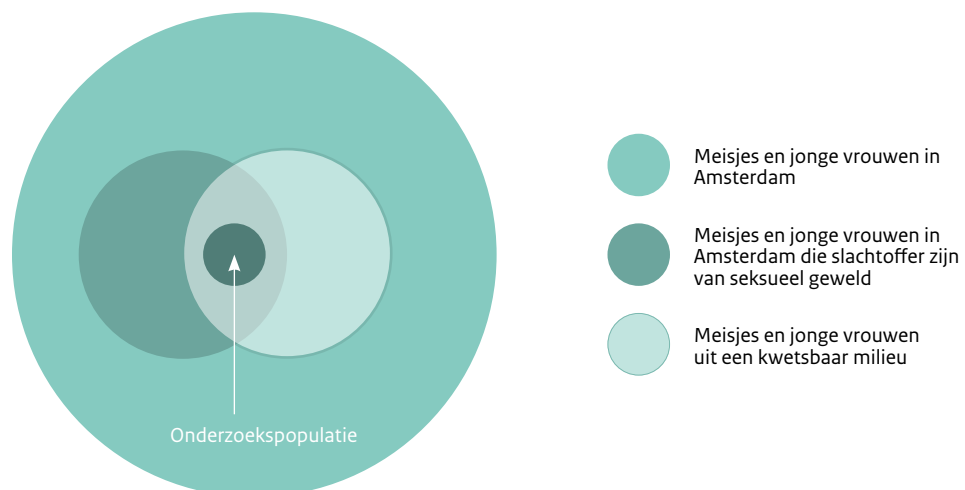 Meisjes en jonge vrouwen in
Amsterdam
Meisjes en jonge vrouwen in
Amsterdam die slachtoffer zijn
van seksueel geweld
Meisjes en jonge vrouwen
uit een kwetsbaar milieu
Onderzoekspopulatie